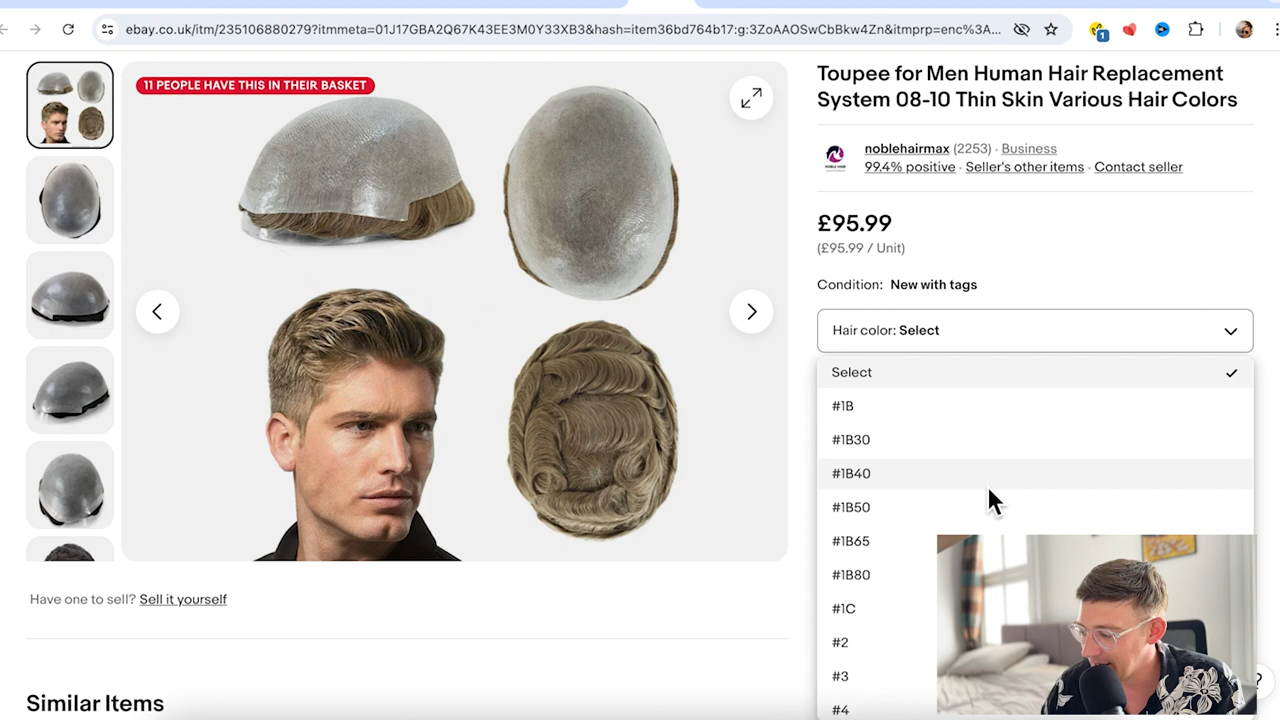 ebay.co.uk/itm/235106880279?itmmeta=01J17GBA2Q67K43EE3M0Y33XB3&hash=item36bd764b17:g:3ZoAAOSwCbBkw4Zn&itmprp=enc%3A...
1
11 PEOPLE HAVE THIS IN THEIR BASKET
Toupee for Men Human Hair Replacement
System 08-10 Thin Skin Various Hair Colors
NOBLE HAIR
noblehairmax (2253) · Business
99.4% positive · Seller's other items · Contact seller
£95.99
(£95.99 / Unit)
Condition: New with tags
Hair color: Select
Select
#1B
#1B30
#1B40
#1B50
#1B65
#1B80
#1C
#2
#3
#4
Have one to sell? Sell it yourself
Similar Items
?